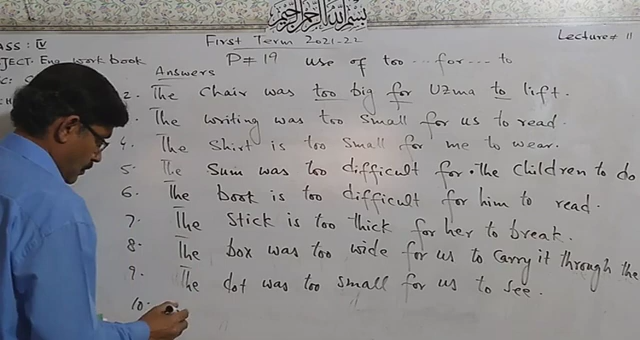 بسم الله الرحمن الرحيم
ASS: IV First Term 2021-22 Lecture# 11
JECT: Eng work book P# 19 use of too ... for ... to
Answers
2. The chair was too big for Uzma to lift.
The writing was too small for us to read.
4. The shirt is too small for me to wear.
5. The sum was too difficult for the children to do
6. The book is too difficult for him to read.
7. The stick is too thick for her to break.
8. The box was too wide for us to carry it through the
9. The dot was too small for us to see.
10.